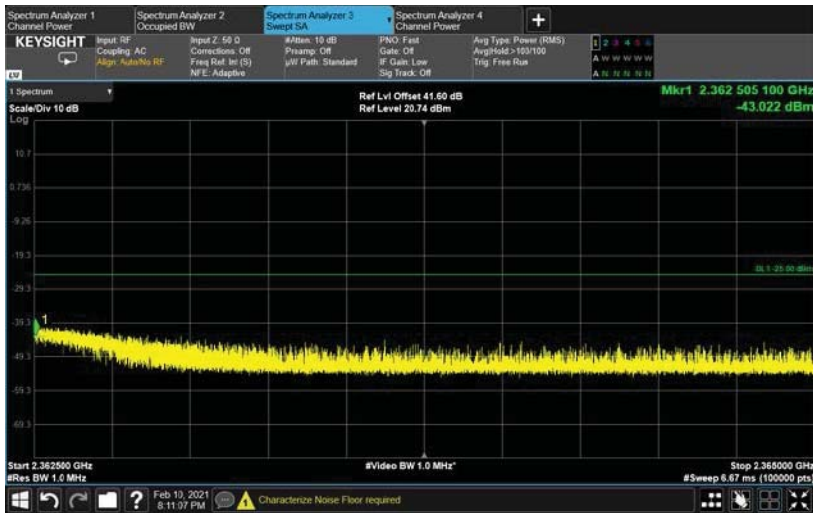 Spectrum Analyzer 1
Channel Power
Spectrum Analyzer 2
Occupied BW
Spectrum Analyzer 3
Swept SA
Spectrum Analyzer 4
Channel Power
+
KEYSIGHT
Input: RF
Coupling: AC
Align: Auto/No RF
Input Z: 50 Ω
Corrections: Off
Freq Ref: Int (S)
NFE: Adaptive
#Atten: 10 dB
Preamp: Off
µW Path: Standard
PNO: Fast
Gate: Off
IF Gain: Low
Sig Track: Off
Avg Type: Power (RMS)
Avg|Hold:>100/100
Trig: Free Run
1 2 3 4 5 6
A W W W W W
A N N N N N
1 Spectrum
Scale/Div 10 dB
Log
Ref Lvl Offset 41.60 dB
Ref Level 20.74 dBm
Mkr1 2.362 505 100 GHz
-43.022 dBm
10.7
0.736
-9.26
-19.3
DL1 -25.00 dBm
-29.3
-39.3
1
-49.3
-59.3
-69.3
Start 2.362500 GHz
#Res BW 1.0 MHz
#Video BW 1.0 MHz*
Stop 2.365000 GHz
#Sweep 6.67 ms (100000 pts)
?
Feb 10, 2021
8:11:07 PM
1
Characterize Noise Floor required